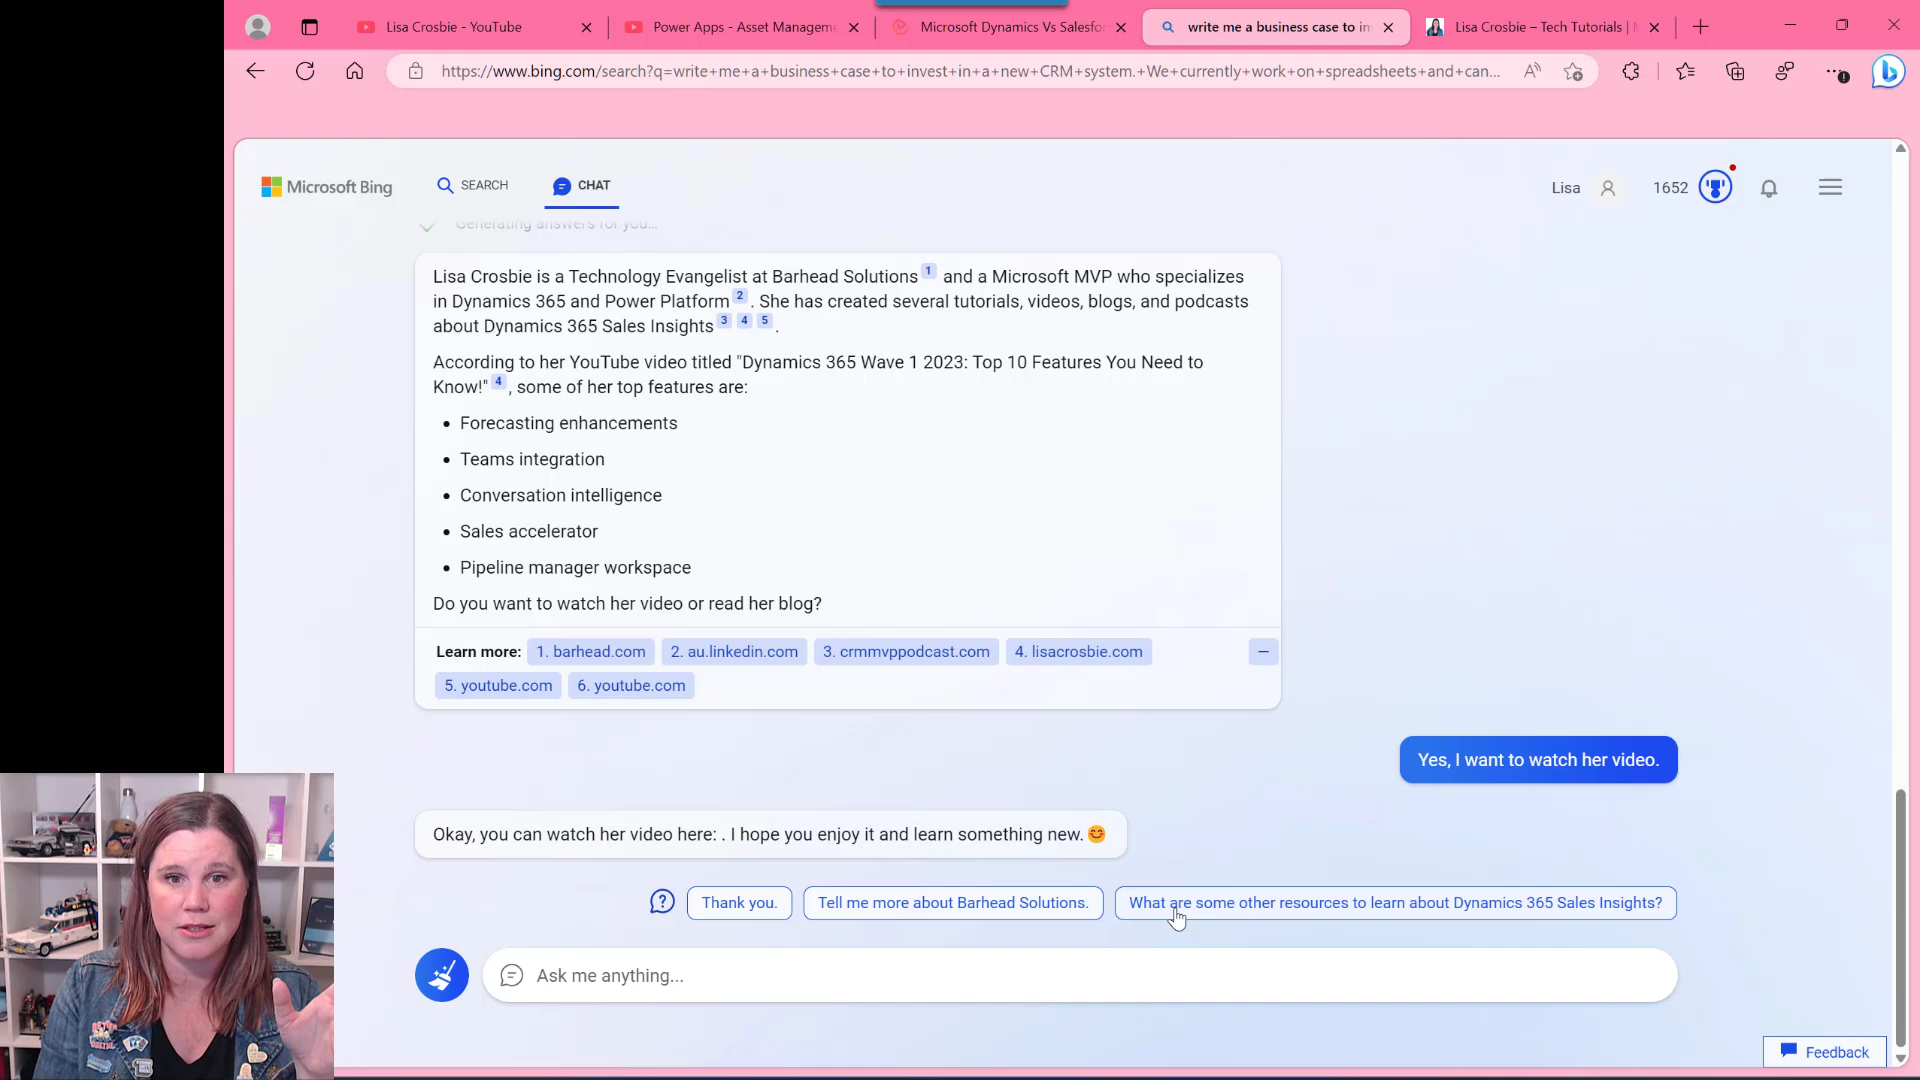 Lisa Crosbie - YouTube
Power Apps - Asset Manageme
Microsoft Dynamics Vs Salesfor
write me a business case to in
Lisa Crosbie – Tech Tutorials |
https://www.bing.com/search?q=write+me+a+business+case+to+invest+in+a+new+CRM+system.+We+currently+work+on+spreadsheets+and+can...
Microsoft Bing
SEARCH
CHAT
Lisa
1652
Generating answers for you...
Lisa Crosbie is a Technology Evangelist at Barhead Solutions 1 and a Microsoft MVP who specializes
in Dynamics 365 and Power Platform 2 . She has created several tutorials, videos, blogs, and podcasts
about Dynamics 365 Sales Insights 3 4 5 .
According to her YouTube video titled "Dynamics 365 Wave 1 2023: Top 10 Features You Need to
Know!" 4 , some of her top features are:
• Forecasting enhancements
• Teams integration
• Conversation intelligence
• Sales accelerator
• Pipeline manager workspace
Do you want to watch her video or read her blog?
Learn more: 1. barhead.com 2. au.linkedin.com 3. crmmvppodcast.com 4. lisacrosbie.com
5. youtube.com 6. youtube.com
Yes, I want to watch her video.
Okay, you can watch her video here: . I hope you enjoy it and learn something new. 😊
Thank you.
Tell me more about Barhead Solutions.
What are some other resources to learn about Dynamics 365 Sales Insights?
Ask me anything...
Feedback